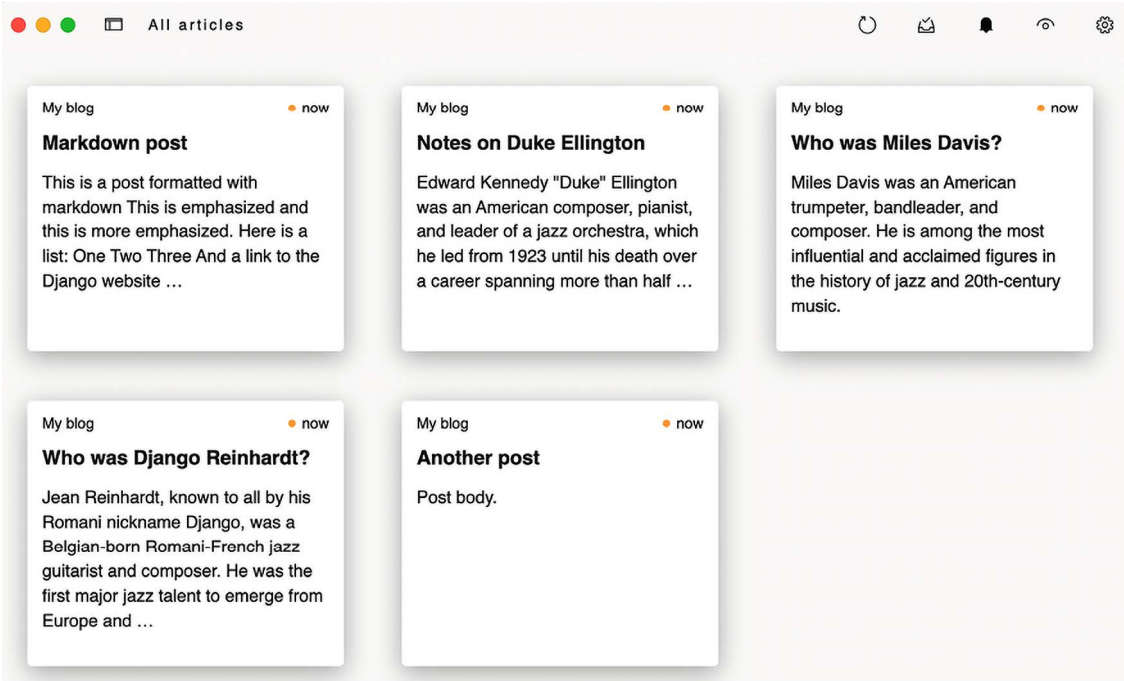 All articles
My blog
now
Markdown post
This is a post formatted with
markdown This is emphasized and
this is more emphasized. Here is a
list: One Two Three And a link to the
Django website …
My blog
now
Notes on Duke Ellington
Edward Kennedy "Duke" Ellington
was an American composer, pianist,
and leader of a jazz orchestra, which
he led from 1923 until his death over
a career spanning more than half …
My blog
now
Who was Miles Davis?
Miles Davis was an American
trumpeter, bandleader, and
composer. He is among the most
influential and acclaimed figures in
the history of jazz and 20th-century
music.
My blog
now
Who was Django Reinhardt?
Jean Reinhardt, known to all by his
Romani nickname Django, was a
Belgian-born Romani-French jazz
guitarist and composer. He was the
first major jazz talent to emerge from
Europe and …
My blog
now
Another post
Post body.